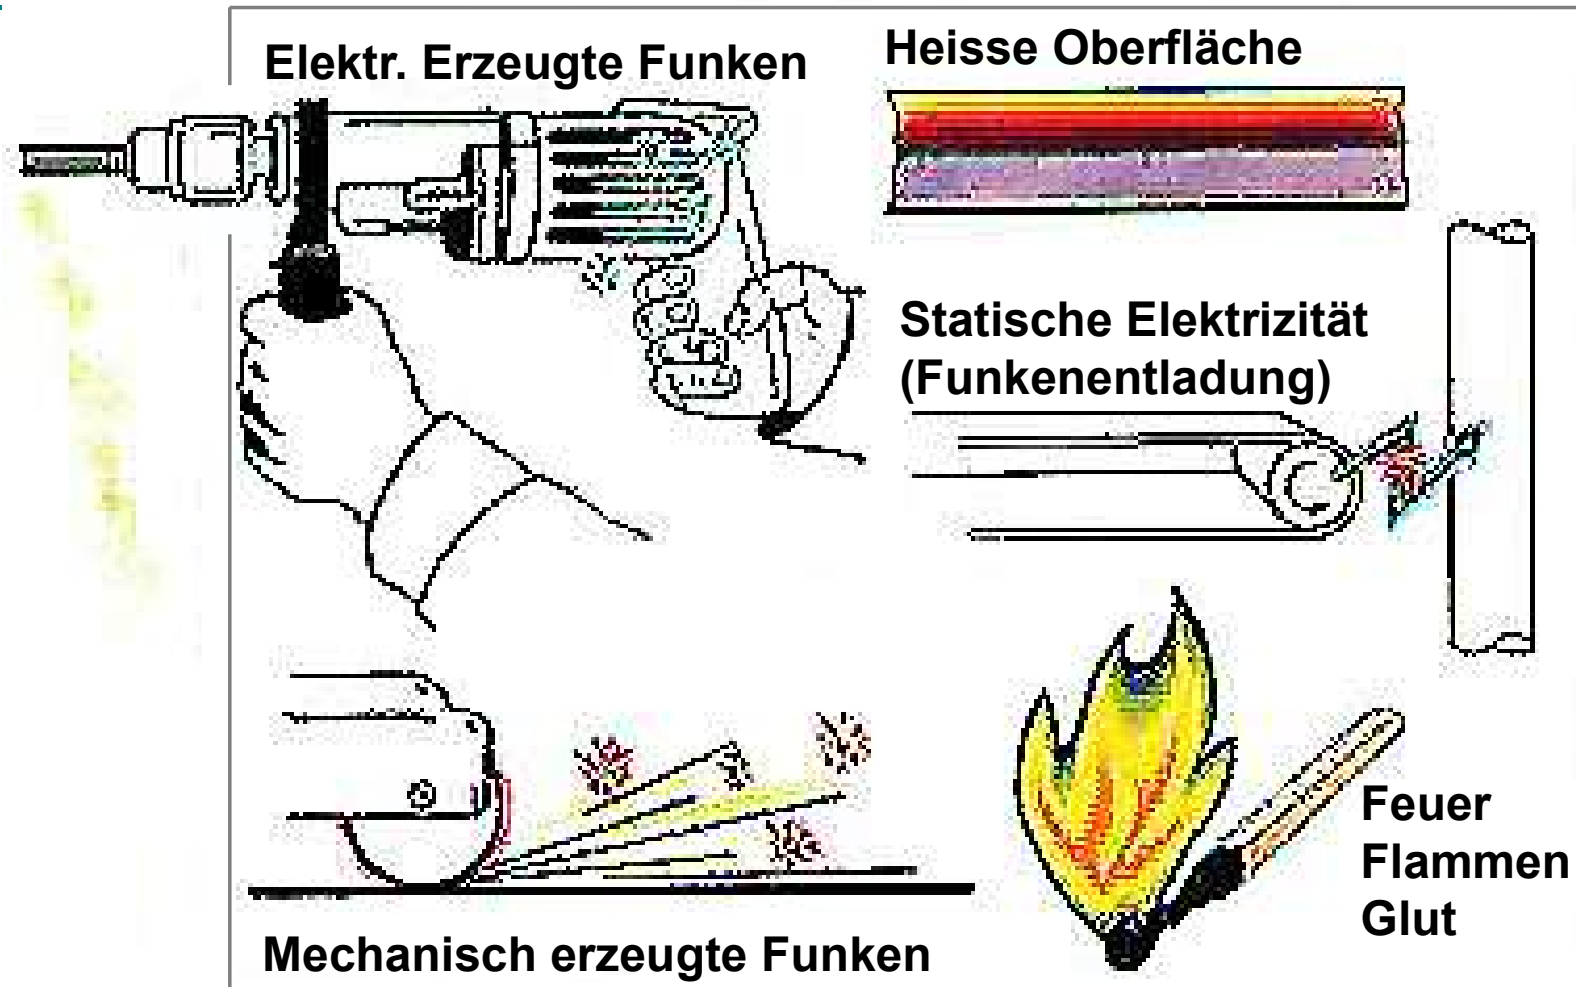 Elektr. Erzeugte Funken
Heisse Oberfläche
Statische Elektrizität
(Funkenentladung)
Feuer
Flammen
Glut
Mechanisch erzeugte Funken